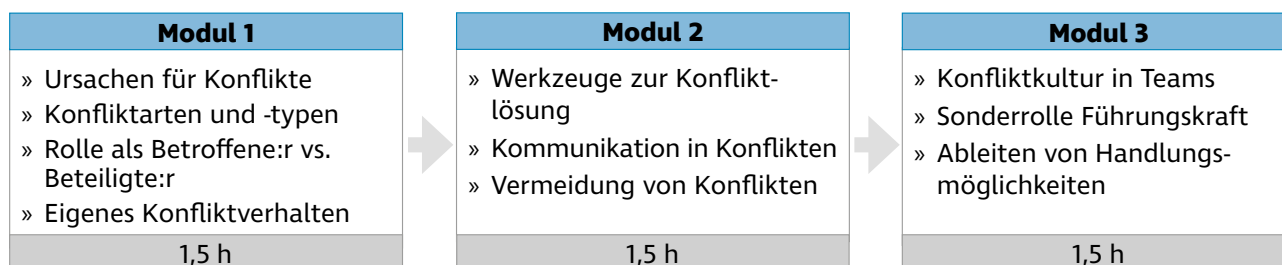 Modul 1
» Ursachen für Konflikte
» Konfliktarten und -typen
» Rolle als Betroffene:r vs.
Beteiligte:r
» Eigenes Konfliktverhalten
1,5 h
Modul 2
» Werkzeuge zur Konflikt-
lösung
» Kommunikation in Konflikten
» Vermeidung von Konflikten
1,5 h
Modul 3
» Konfliktkultur in Teams
» Sonderrolle Führungskraft
» Ableiten von Handlungs-
möglichkeiten
1,5 h